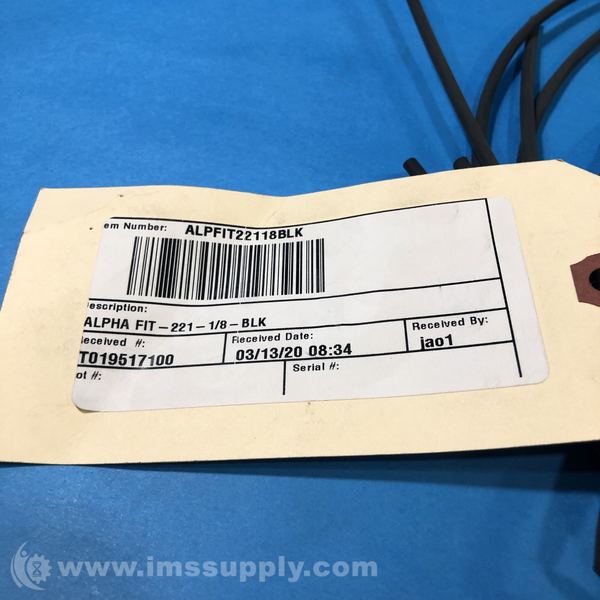 em Number: ALPFIT22118BLK
escription:
ALPHA FIT-221-1/8-BLK
eceived #: Received Date: Received By:
T019517100 03/13/20 08:34 jao1
ot #: Serial #:
www.imssupply.com